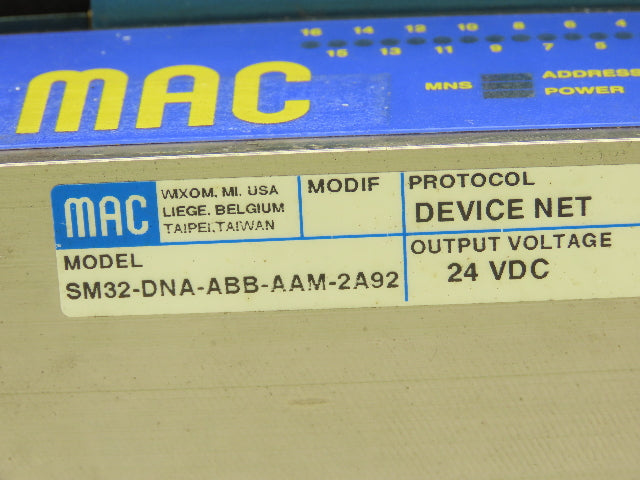 16 14 12 10 8 6 4
15 13 11 9 7 5
MAC
MNS
ADDRESS
POWER
MAC
WIXOM, MI. USA
LIEGE, BELGIUM
TAIPEI, TAIWAN
MODIF
PROTOCOL
DEVICE NET
MODEL
SM32-DNA-ABB-AAM-2A92
OUTPUT VOLTAGE
24 VDC